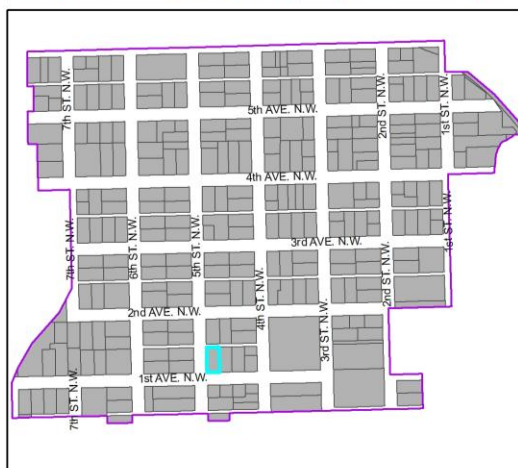 7th ST. N.W.
5th AVE. N.W.
2nd ST. N.W.
1st ST. N.W.
4th AVE. N.W.
7th ST. N.W.
6th ST. N.W.
5th ST. N.W.
3rd AVE. N.W.
1st ST. N.W.
2nd ST. N.W.
4th ST. N.W.
2nd AVE. N.W.
3rd ST. N.W.
1st AVE. N.W.
7th ST. N.W.